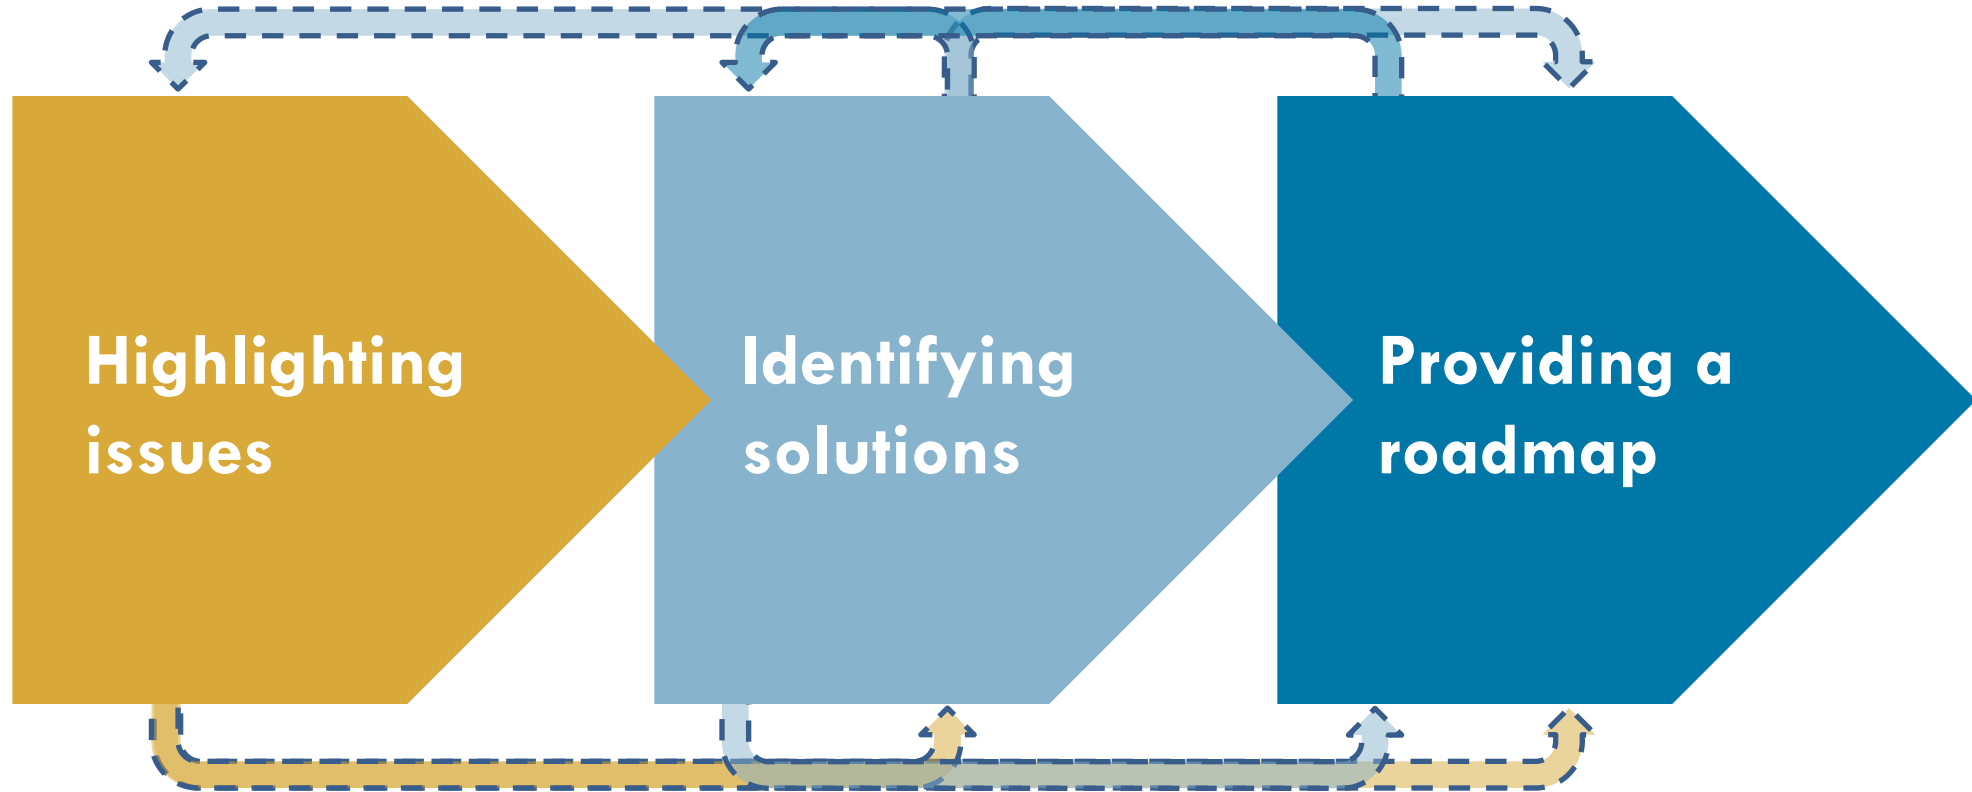 Highlighting
issues
Identifying
solutions
Providing a
roadmap